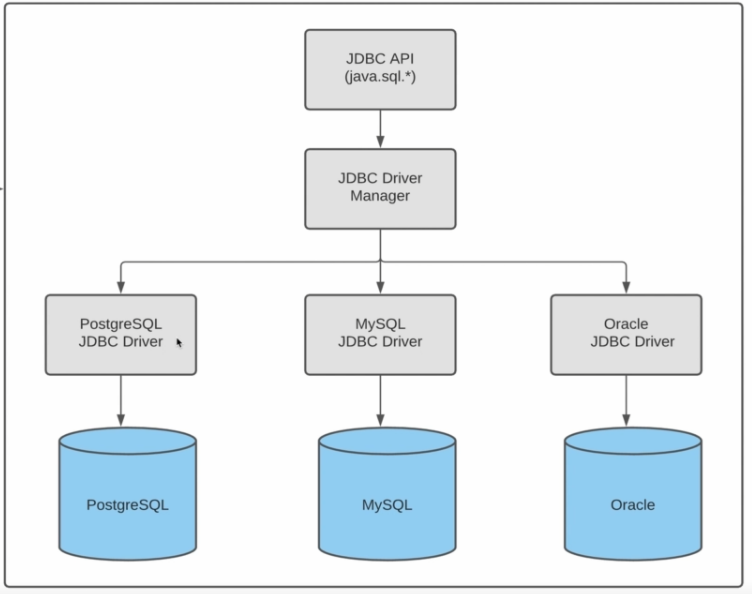 JDBC API
(java.sql.*)
JDBC Driver
Manager
PostgreSQL
JDBC Driver
MySQL
JDBC Driver
Oracle
JDBC Driver
PostgreSQL
MySQL
Oracle